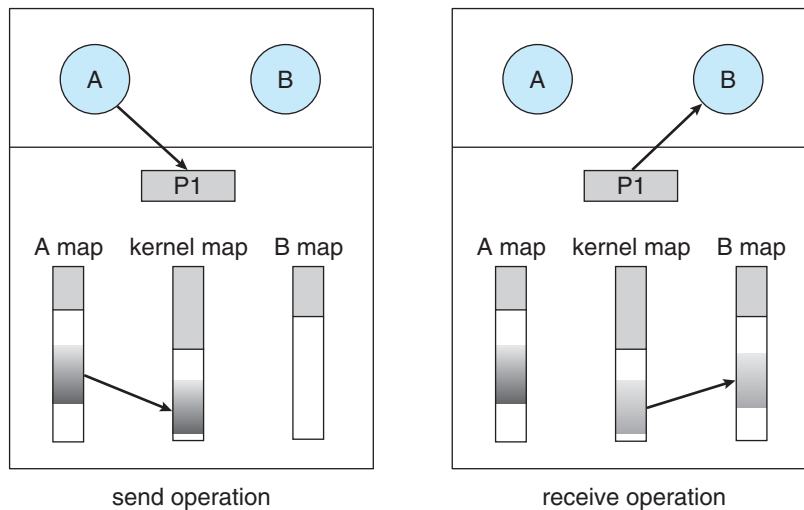 A
B
P1
A map
kernel map
B map
send operation
A
B
P1
A map
kernel map
B map
receive operation